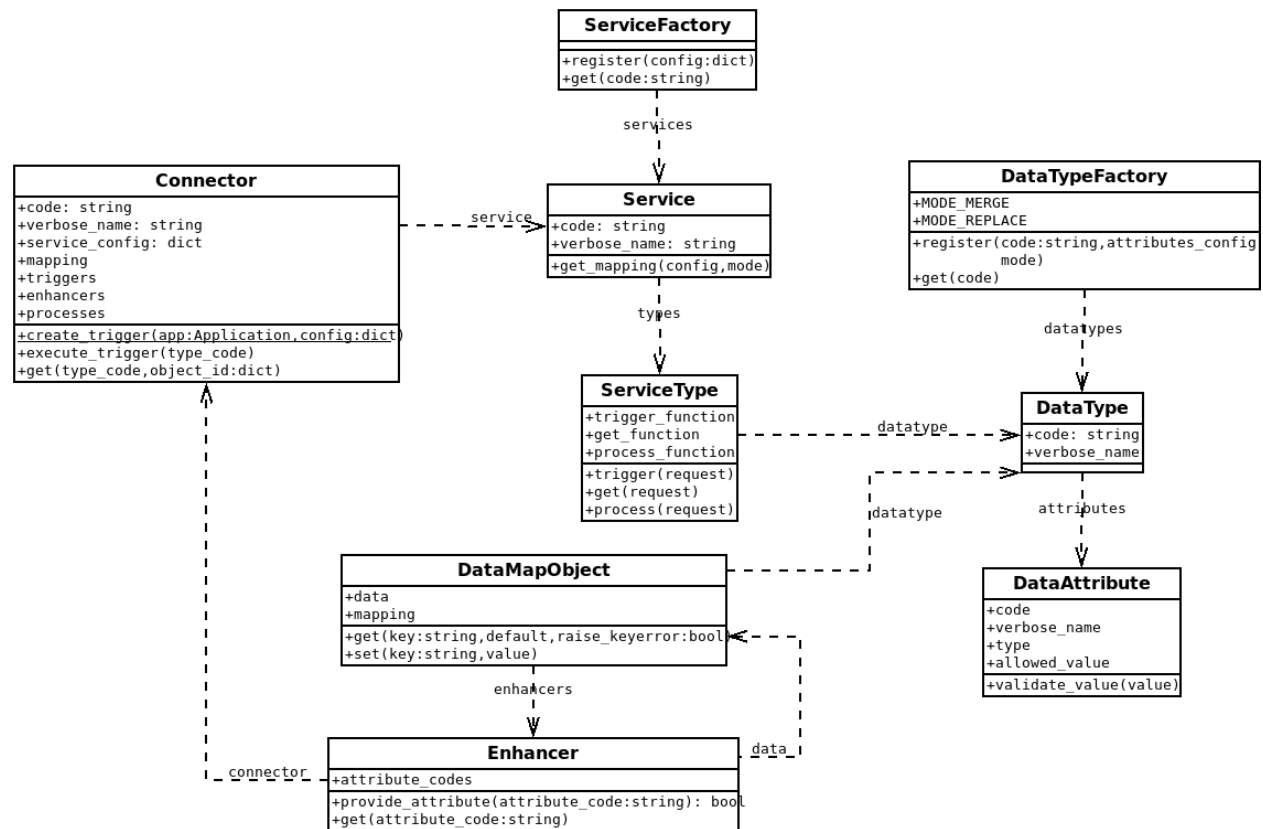 ServiceFactory
+register(config:dict)
+get(code:string)
services
Connector
+code: string
+verbose_name: string
+service_config: dict
+mapping
+triggers
+enhancers
+processes
+create_trigger(app:Application,config:dict)
+execute_trigger(type_code)
+get(type_code,object_id:dict)
service
Service
+code: string
+verbose_name: string
+get_mapping(config,mode)
types
DataTypeFactory
+MODE_MERGE
+MODE_REPLACE
+register(code:string,attributes_config
mode)
+get(code)
datatypes
ServiceType
+trigger_function
+get_function
+process_function
+trigger(request)
+get(request)
+process(request)
datatype
DataType
+code: string
+verbose_name
datatype
attributes
DataMapObject
+data
+mapping
+get(key:string,default,raise_keyerror:bool)
+set(key:string,value)
enhancers
DataAttribute
+code
+verbose_name
+type
+allowed_value
+validate_value(value)
Enhancer
+attribute_codes
+provide_attribute(attribute_code:string): bool
+get(attribute_code:string)
data
connector